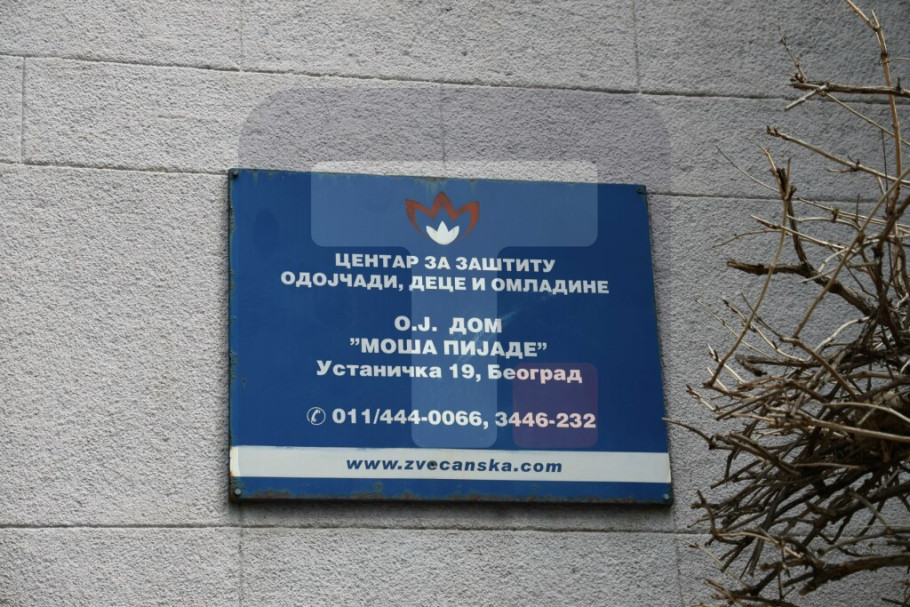 ЦЕНТАР ЗА ЗАШТИТУ
ОДОЈЧАДИ, ДЕЦЕ И ОМЛАДИНЕ
О.Ј. ДОМ
”МОША ПИЈАДЕ”
Устаничка 19, Београд
✆ 011/444-0066, 3446-232
www.zvecanska.com